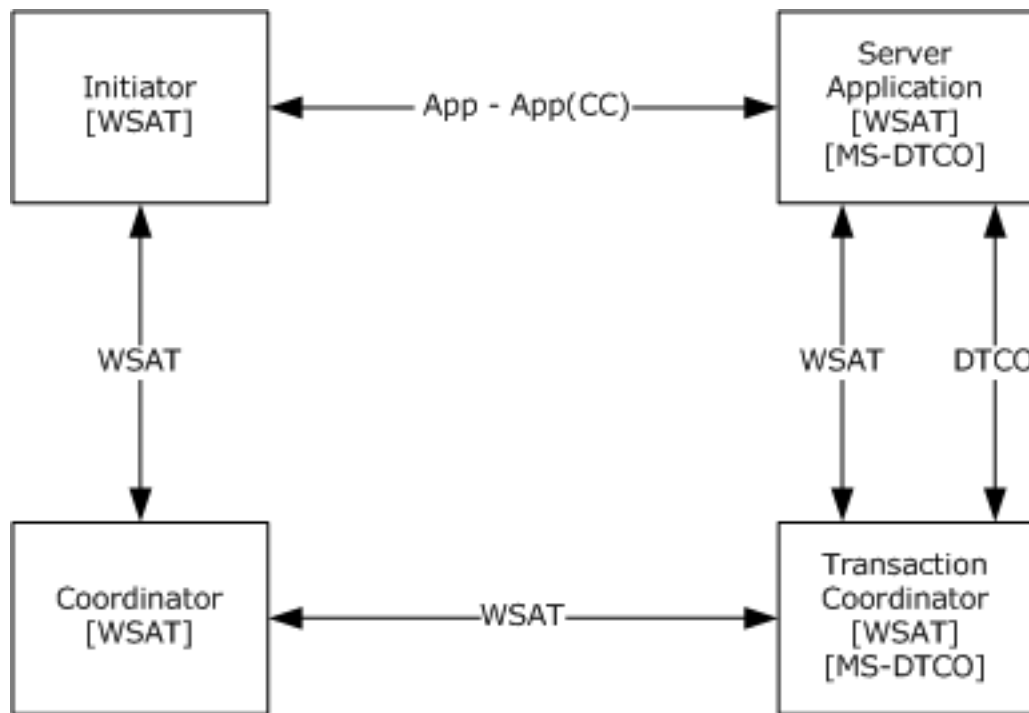 Initiator
[WSAT]
App - App(CC)
Server
Application
[WSAT]
[MS-DTCO]
WSAT
WSAT
DTCO
Coordinator
[WSAT]
WSAT
Transaction
Coordinator
[WSAT]
[MS-DTCO]